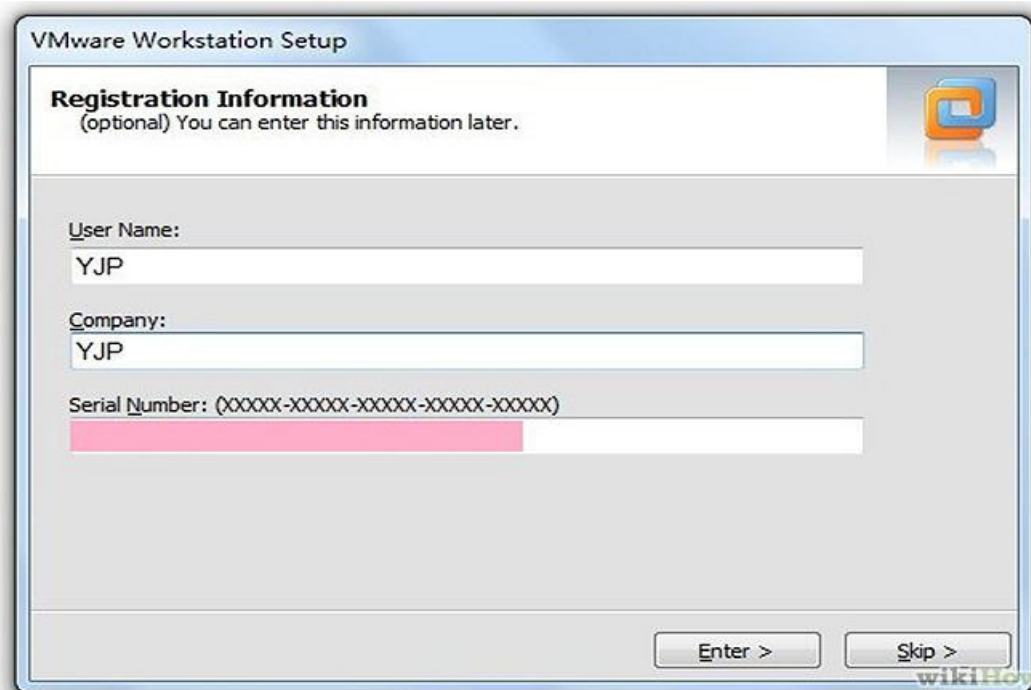 VMware Workstation Setup
Registration Information
(optional) You can enter this information later.
User Name:
YJP
Company:
YJP
Serial Number: (XXXXX-XXXXX-XXXXX-XXXXX-XXXXX)
Enter >
Skip >
wikiHow